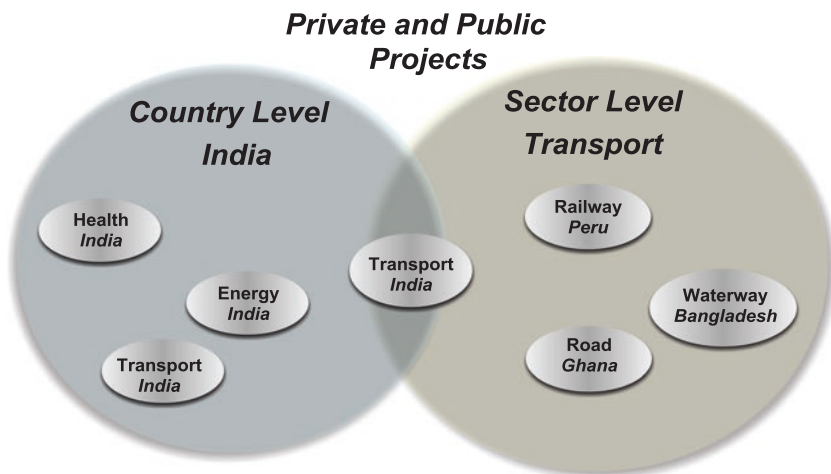 Private and Public
Projects
Country Level
India
Sector Level
Transport
Health
India
Energy
India
Transport
India
Transport
India
Railway
Peru
Waterway
Bangladesh
Road
Ghana